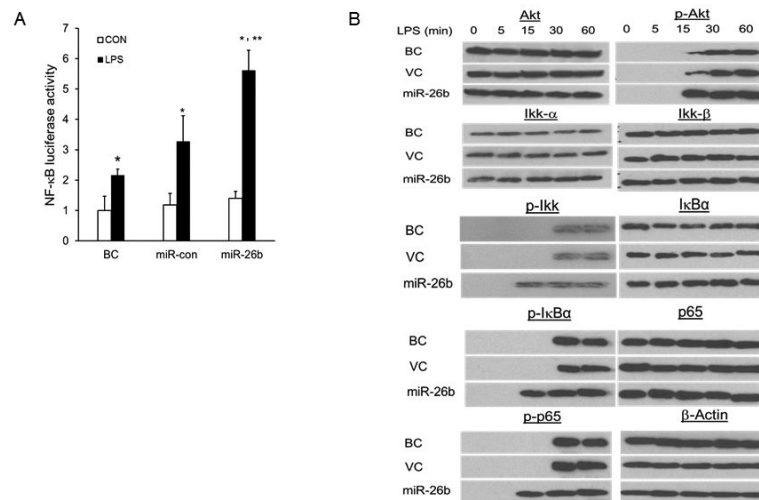 A
CON
LPS
NF-κB luciferase activity
7
6
5
4
3
2
1
0
*
*
*, **
BC miR-con miR-26b
B
Akt p-Akt
LPS (min) 0 5 15 30 60 0 5 15 30 60
BC
VC
miR-26b
Ikk-α Ikk-β
BC
VC
miR-26b
p-Ikk IκBα
BC
VC
miR-26b
p-IκBα p65
BC
VC
miR-26b
p-p65 β-Actin
BC
VC
miR-26b